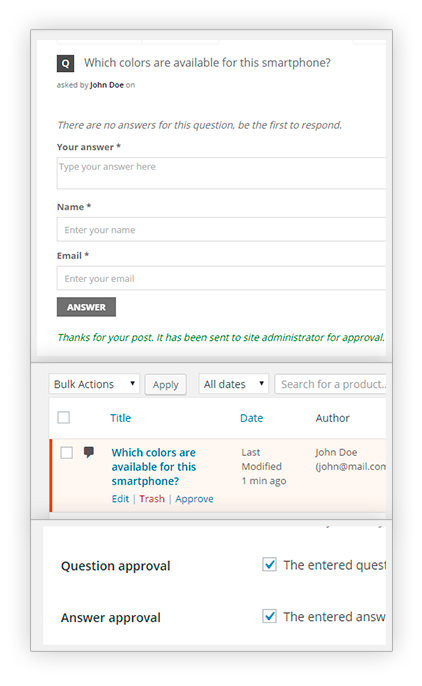 Q Which colors are available for this smartphone?
asked by John Doe on
There are no answers for this question, be the first to respond.
Your answer *
Type your answer here
Name *
Enter your name
Email *
Enter your email
ANSWER
Thanks for your post. It has been sent to site administrator for approval.
Bulk Actions Apply All dates Search for a product..
Title Date Author
Which colors are
available for this
smartphone?
Last
Modified
1 min ago
John Doe
(john@mail.com
Edit | Trash | Approve
Question approval The entered quest
Answer approval The entered answ